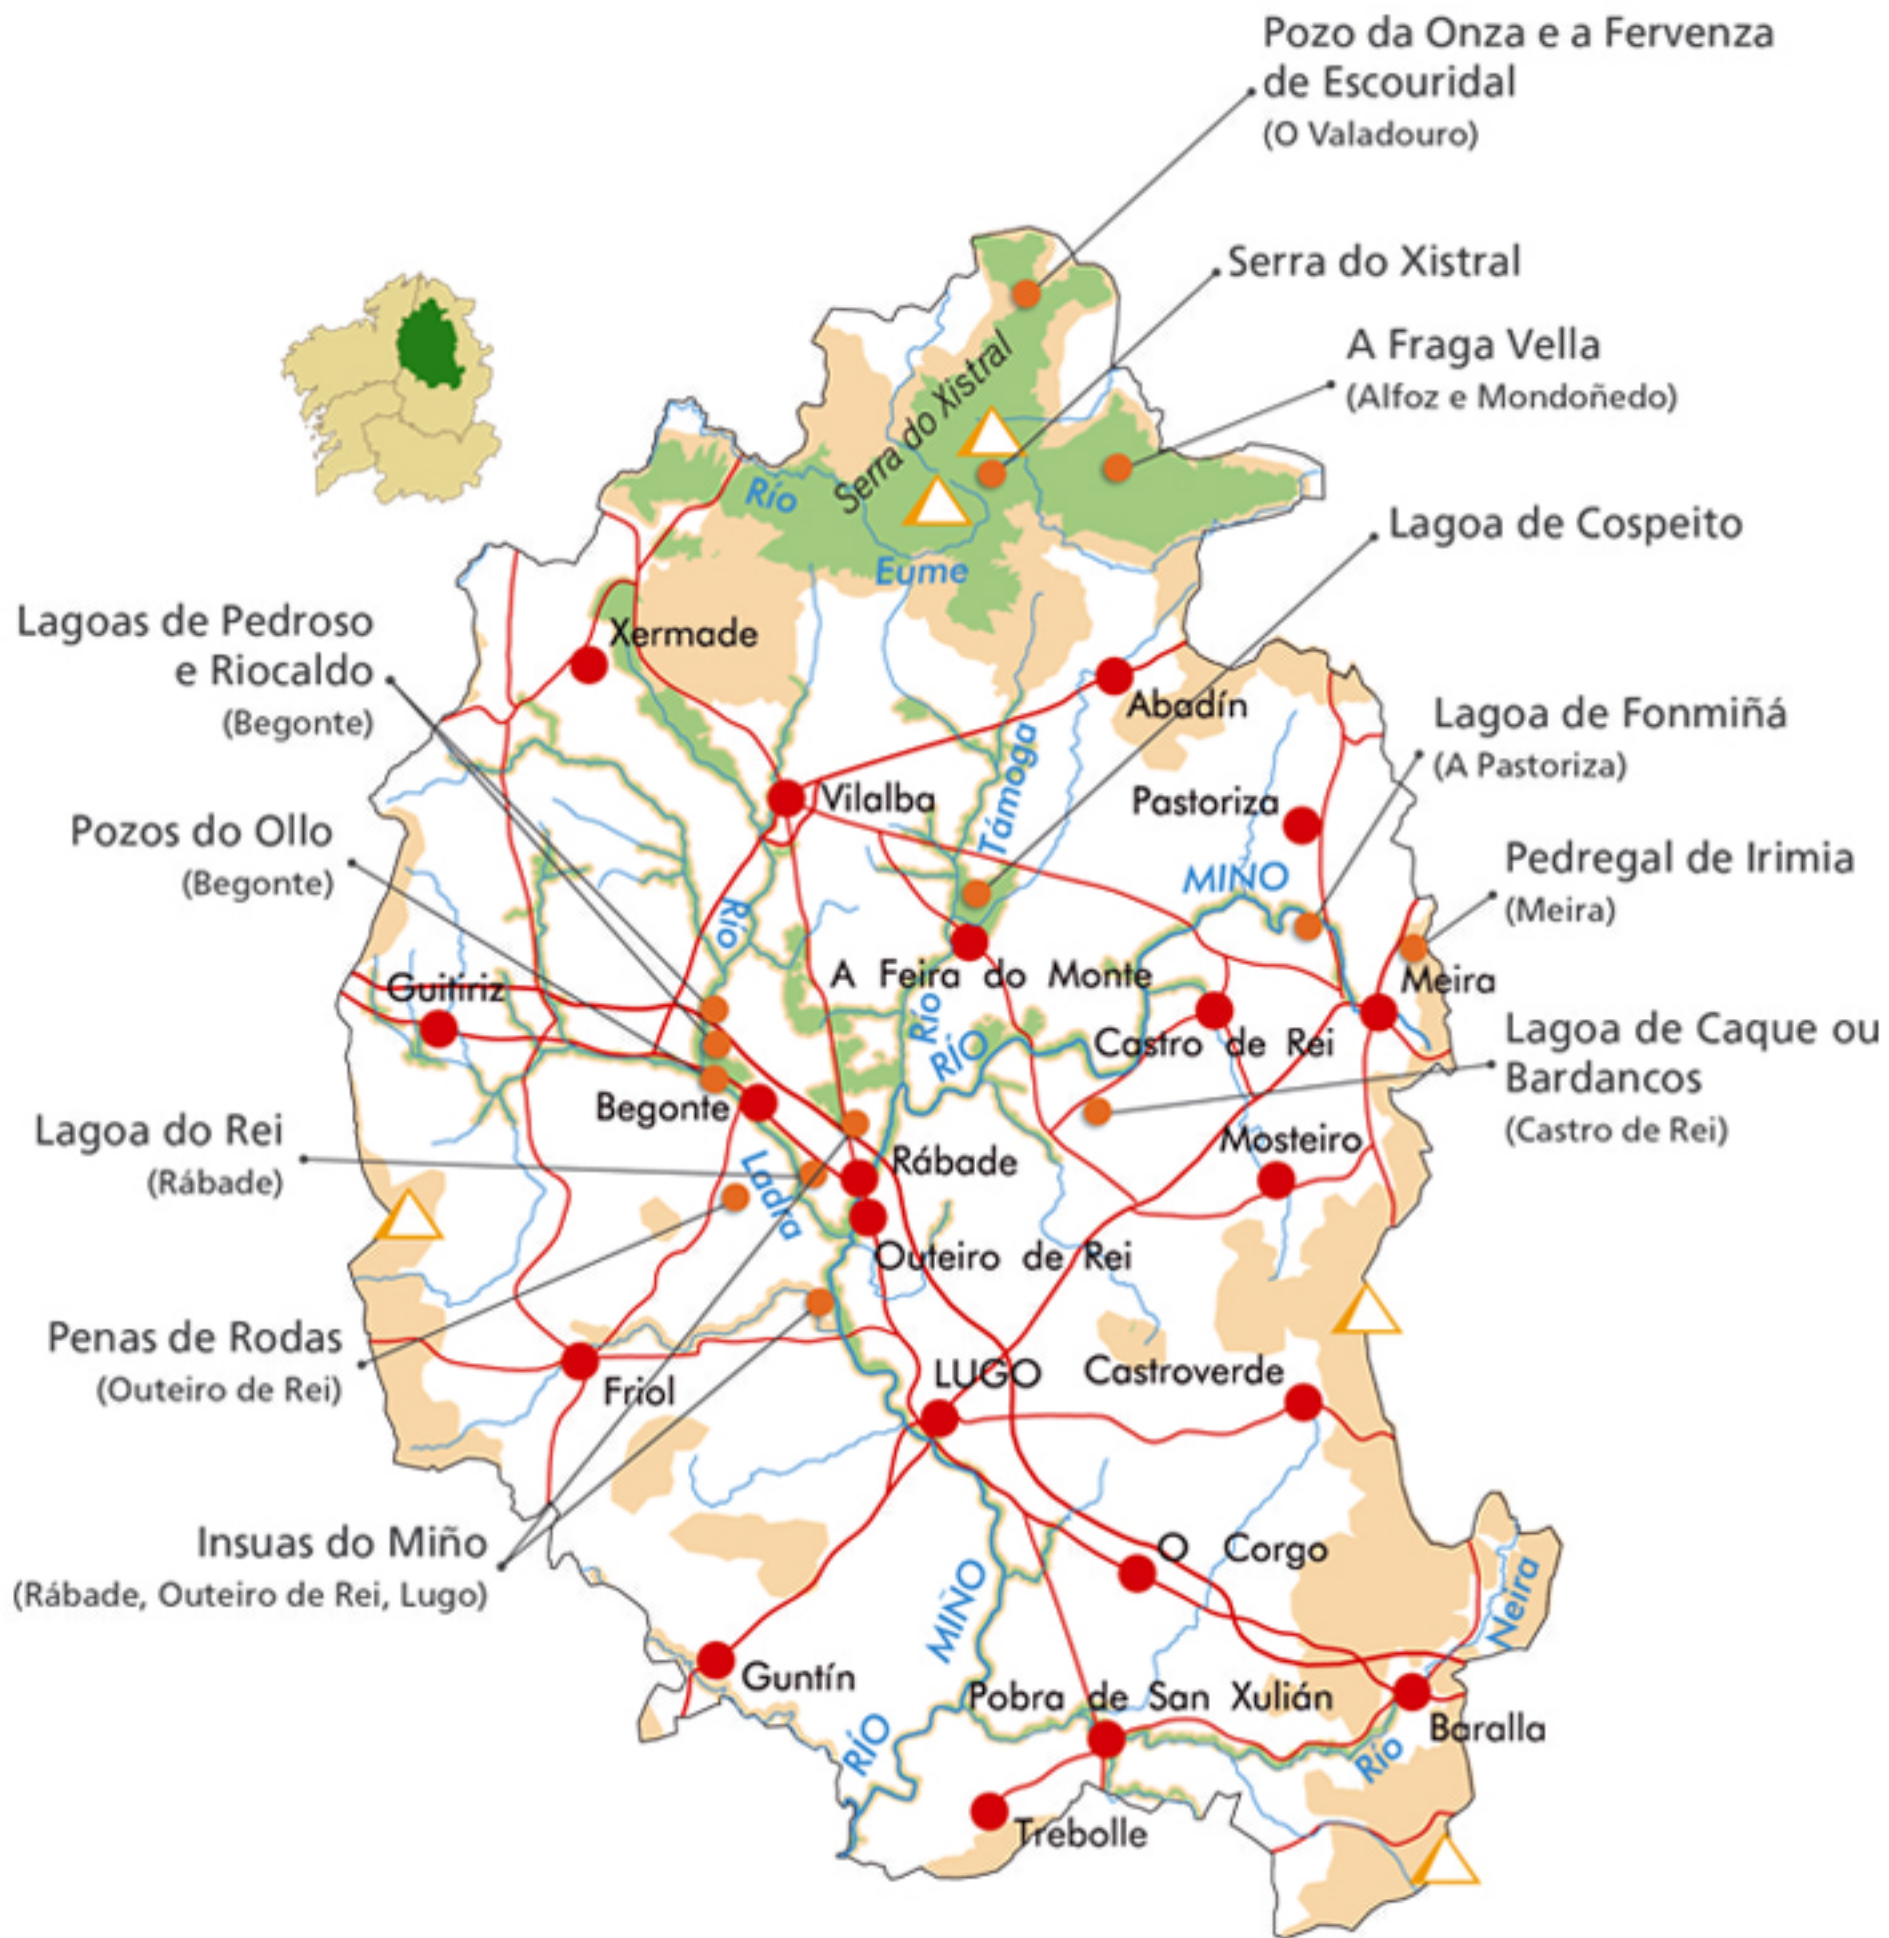 Pozo da Onza e a Fervenza
de Escouridal
(O Valadouro)
Serra do Xistral
A Fraga Vella
(Alfoz e Mondoñedo)
Serra do Xistral
Río
Lagoa de Cospeito
Eume
Lagoas de Pedroso
e Riocaldo
(Begonte)
Xermade
Abadín
Lagoa de Fonmiñá
(A Pastoriza)
Támoga
Vilalba
Pastoriza
Pozos do Ollo
(Begonte)
MIÑO
Pedregal de Irimia
(Meira)
Río
A Feira do Monte
Meira
Guitiriz
Río
RÍO
Castro de Rei
Lagoa de Caque ou
Bardancos
(Castro de Rei)
Begonte
Lagoa do Rei
(Rábade)
Mosteiro
Rábade
Ladra
Outeiro de Rei
Penas de Rodas
(Outeiro de Rei)
LUGO
Castroverde
Friol
Insuas do Miño
(Rábade, Outeiro de Rei, Lugo)
O Corgo
MIÑO
Neira
Guntín
Pobra de San Xulián
RÍO
Baralla
Río
Trebolle